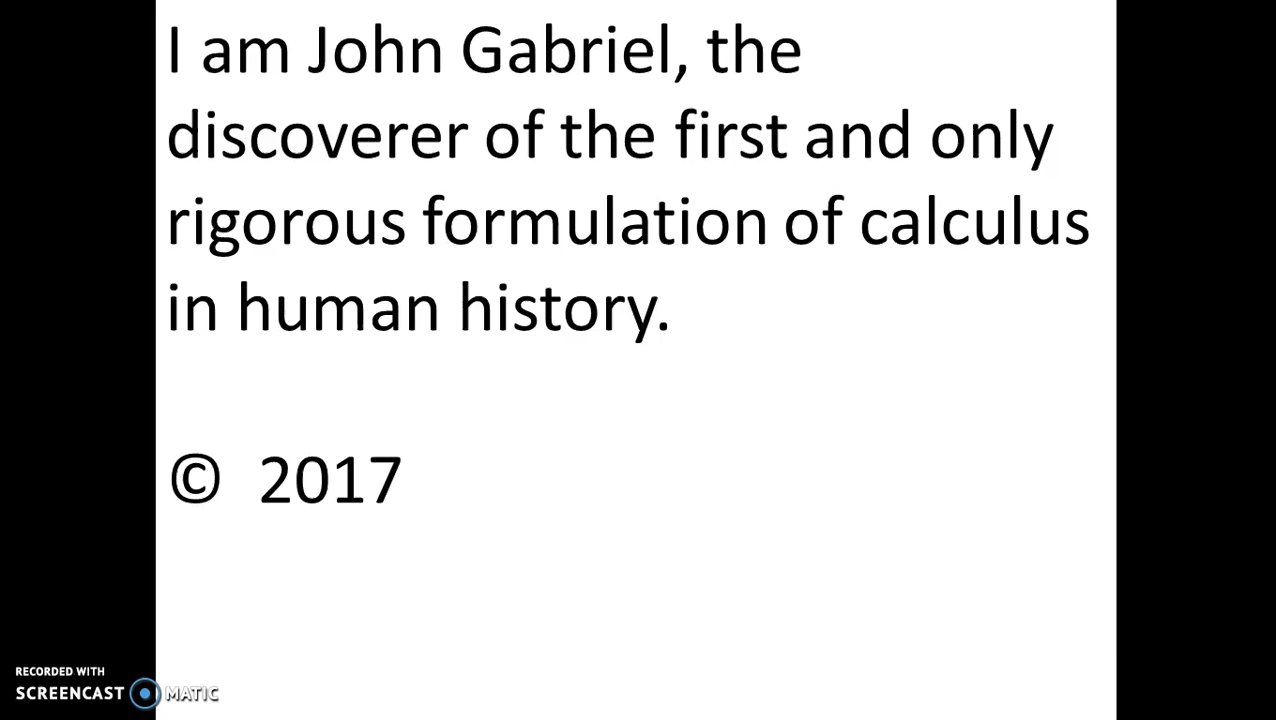 I am John Gabriel, the
discoverer of the first and only
rigorous formulation of calculus
in human history.
© 2017
RECORDED WITH
SCREENCAST MATIC